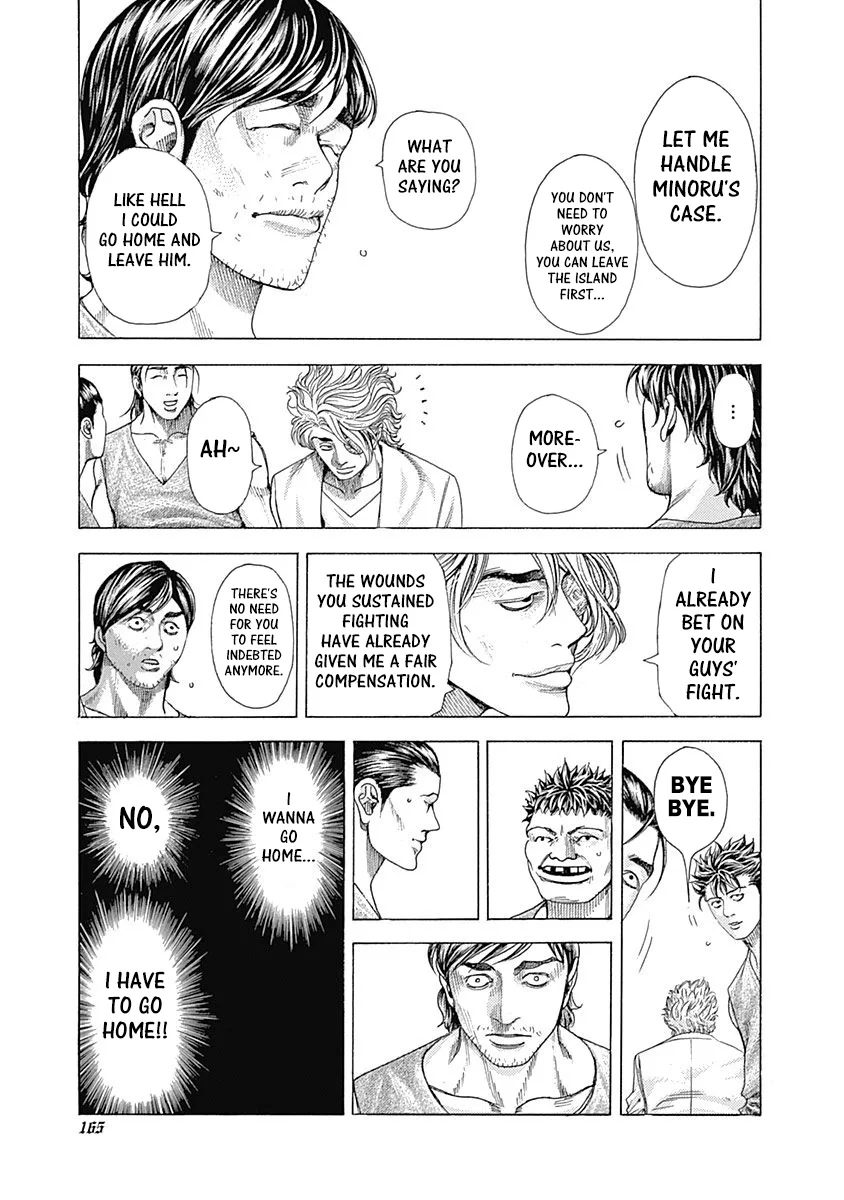 LET ME
HANDLE
MINORU'S
CASE.
YOU DON'T
NEED TO
WORRY
ABOUT US,
YOU CAN LEAVE
THE ISLAND
FIRST...
WHAT
ARE YOU
SAYING?
LIKE HELL
I COULD
GO HOME AND
LEAVE HIM.
...
MORE-
OVER...
AH~
I
ALREADY
BET ON
YOUR
GUYS'
FIGHT.
THE WOUNDS
YOU SUSTAINED
FIGHTING
HAVE ALREADY
GIVEN ME A FAIR
COMPENSATION.
THERE'S
NO NEED
FOR YOU
TO FEEL
INDEBTED
ANYMORE.
BYE
BYE.
I
WANNA
GO
HOME...
NO,
I HAVE
TO GO
HOME!!
165